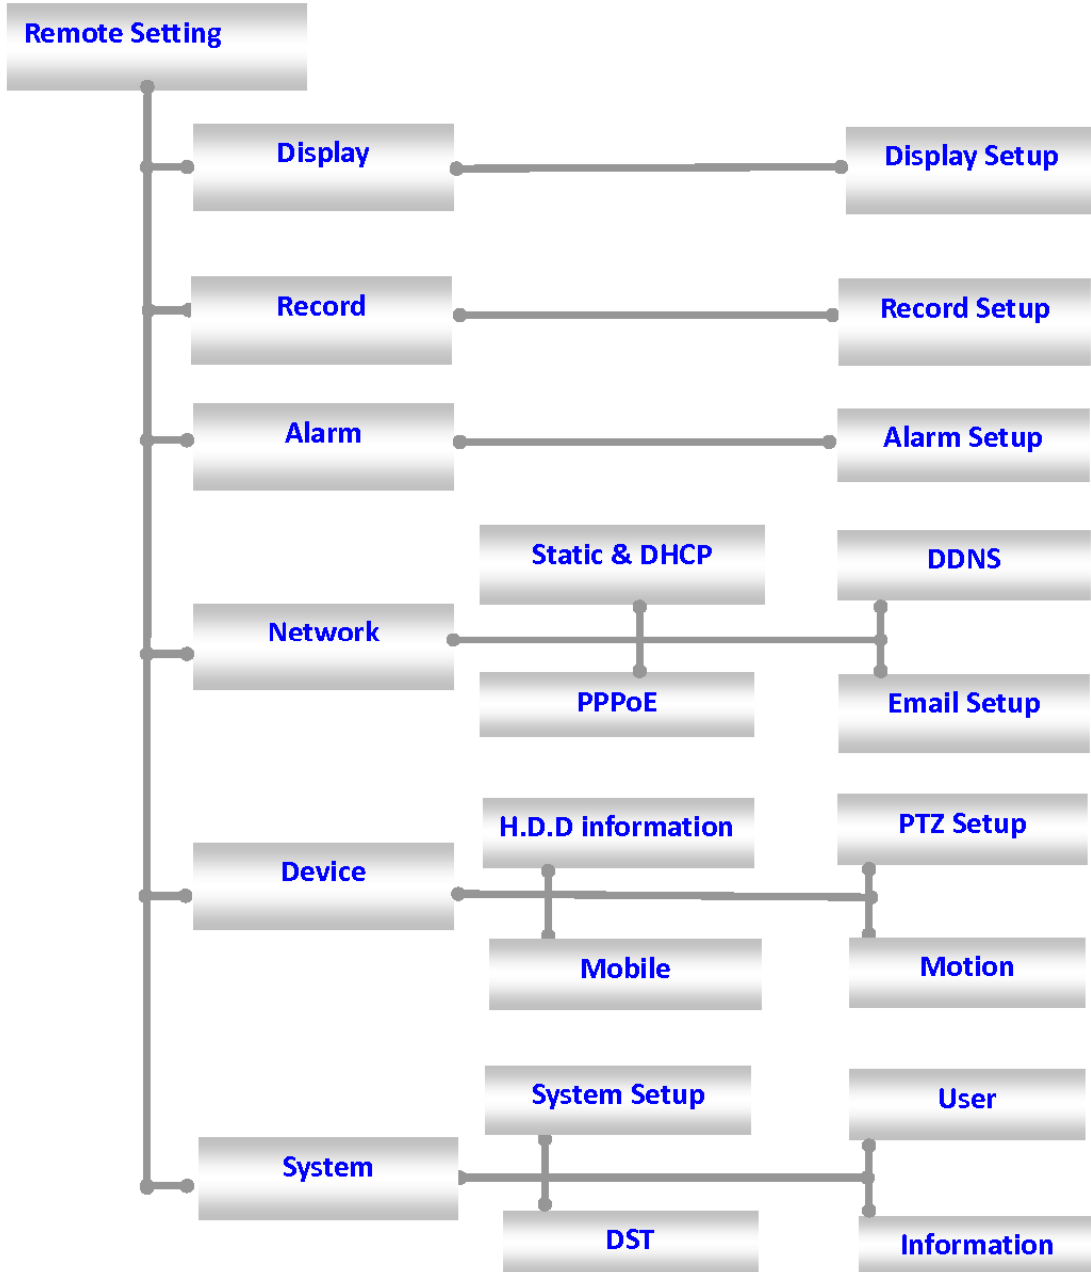 Remote Setting
Display
Display Setup
Record
Record Setup
Alarm
Alarm Setup
Static & DHCP
DDNS
Network
PPPoE
Email Setup
H.D.D information
PTZ Setup
Device
Mobile
Motion
System Setup
User
System
DST
Information